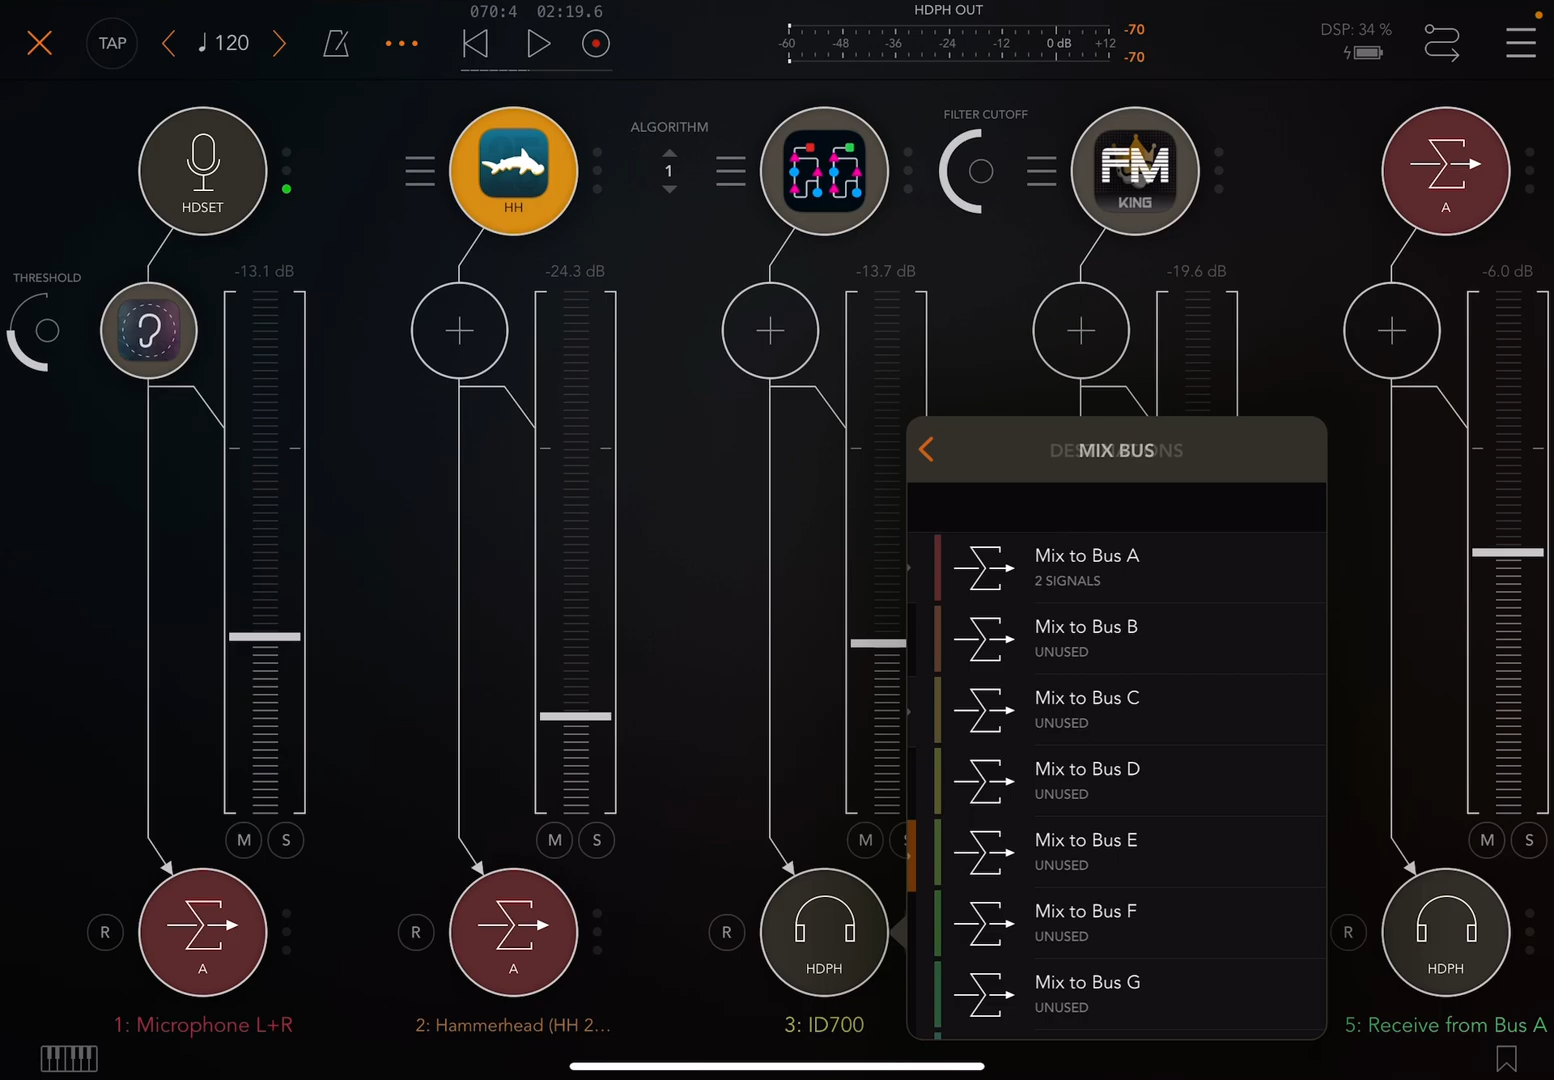 070:4 02:19.6
HDPH OUT
TAP
120
-60 -48 -36 -24 -12 0 dB +12
-70
-70
DSP: 34 %
HDSET
HH
ALGORITHM
1
FILTER CUTOFF
FM
KING
A
THRESHOLD
-13.1 dB
-24.3 dB
-13.7 dB
-19.6 dB
-6.0 dB
MIX BUS
Mix to Bus A
2 SIGNALS
Mix to Bus B
UNUSED
Mix to Bus C
UNUSED
Mix to Bus D
UNUSED
Mix to Bus E
UNUSED
Mix to Bus F
UNUSED
Mix to Bus G
UNUSED
M S
M S
M
M S
R
A
R
A
R
HDPH
R
HDPH
1: Microphone L+R
2: Hammerhead (HH 2...
3: ID700
5: Receive from Bus A